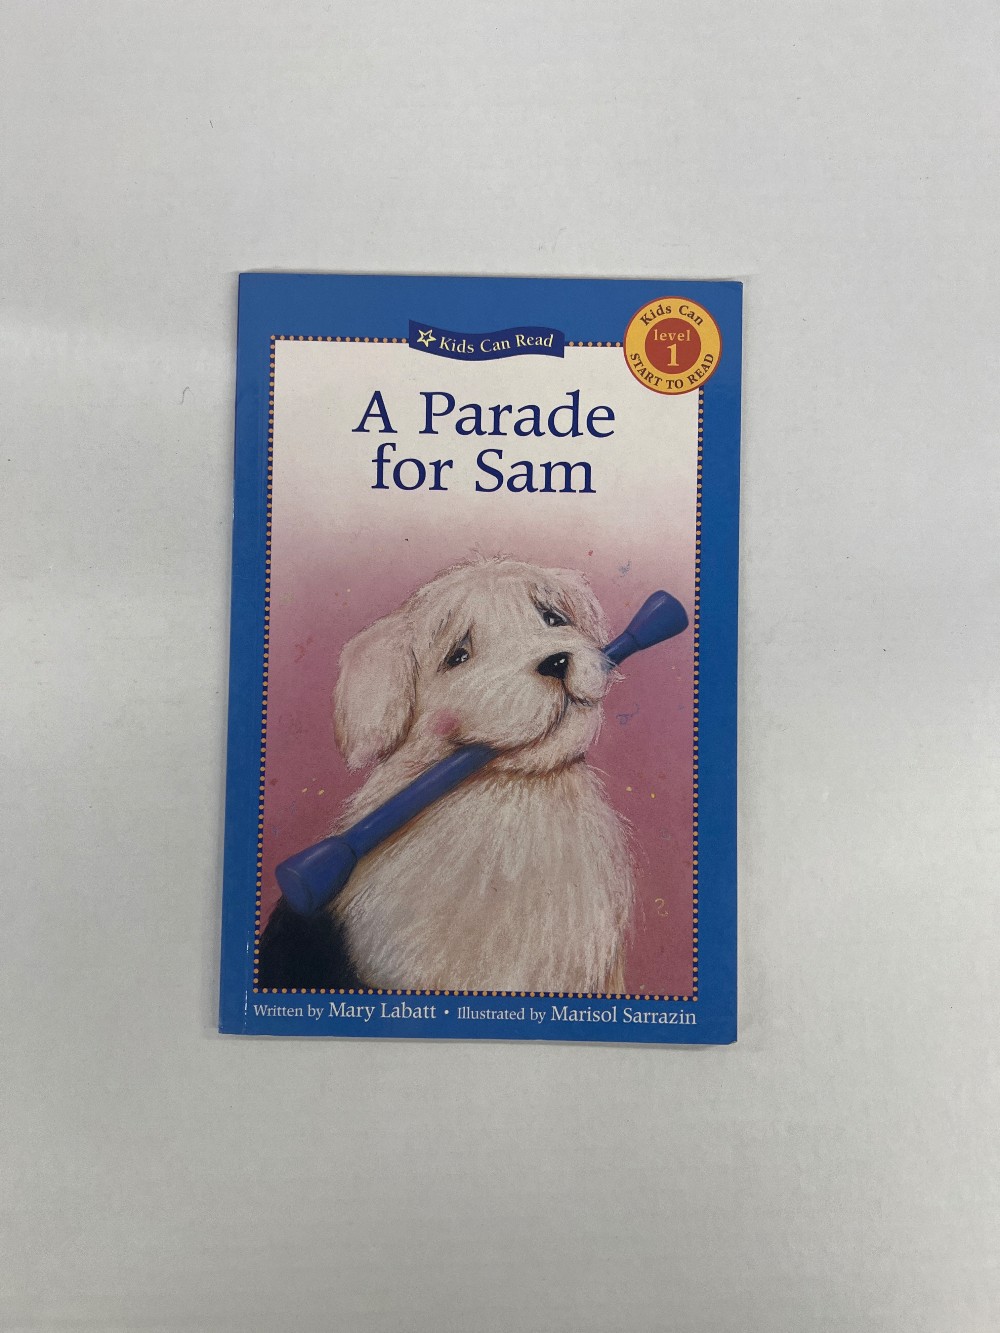 Kids Can Read
Kids Can
level
1
START TO READ
A Parade
for Sam
Written by Mary Labatt • Illustrated by Marisol Sarrazin